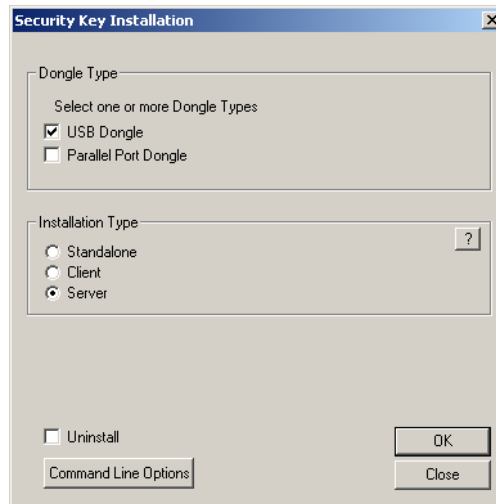 Security Key Installation
Dongle Type
Select one or more Dongle Types
USB Dongle
Parallel Port Dongle
Installation Type
?
Standalone
Client
Server
Uninstall
OK
Command Line Options
Close